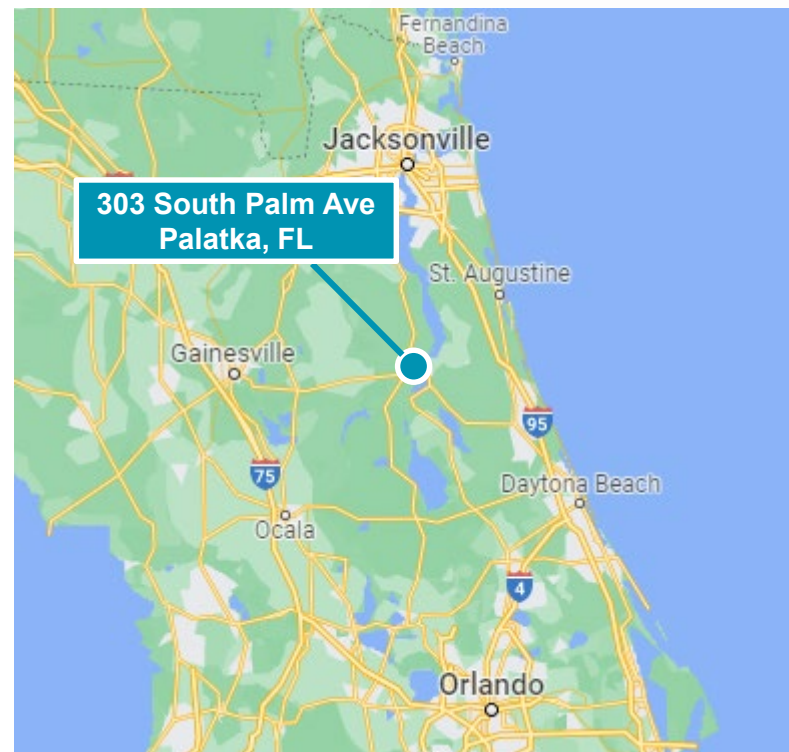 Fernandina
Beach
Jacksonville
303 South Palm Ave
Palatka, FL
St. Augustine
Gainesville
95
75
Daytona Beach
Ocala
4
Orlando